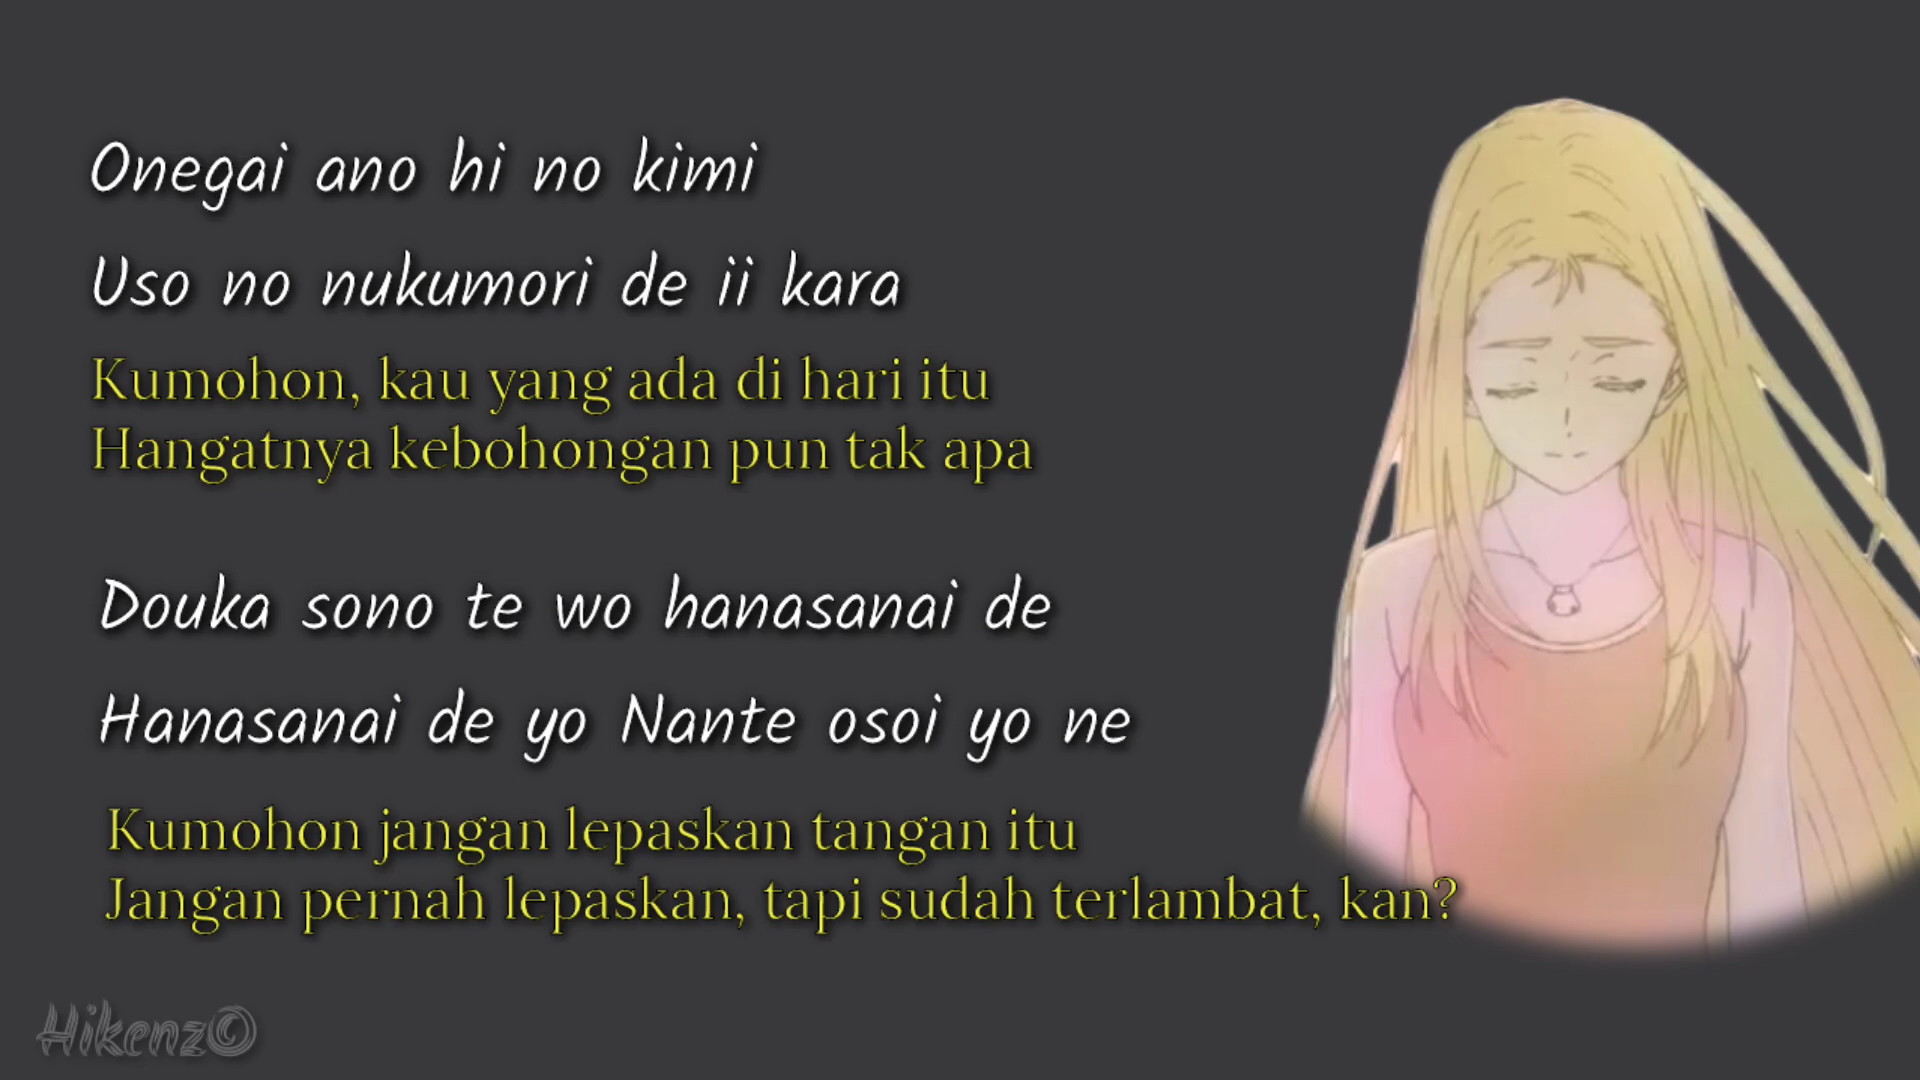 Onegai ano hi no kimi
Uso no nukumori de ii kara
Kumohon, kau yang ada di hari itu
Hangatnya kebohongan pun tak apa
Douka sono te wo hanasanai de
Hanasanai de yo Nante osoi yo ne
Kumohon jangan lepaskan tangan itu
Jangan pernah lepaskan, tapi sudah terlambat, kan?
Hikenz©